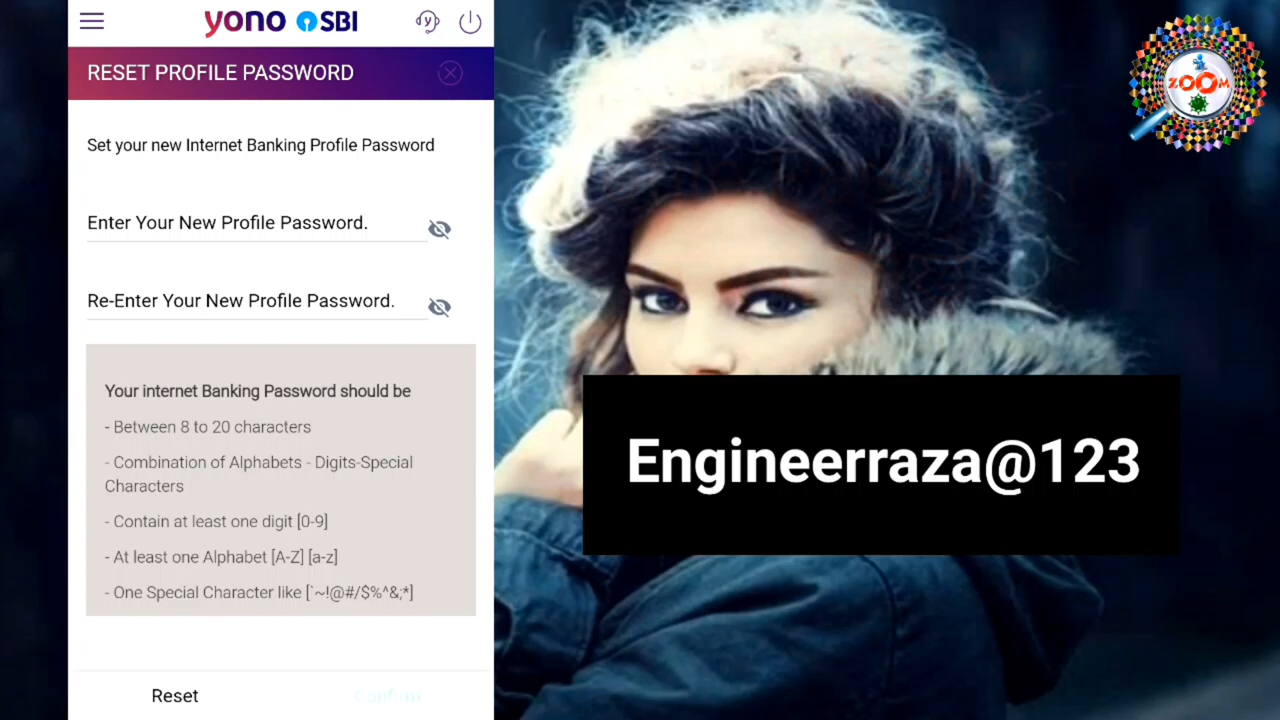 yono SBI
RESET PROFILE PASSWORD
Set your new Internet Banking Profile Password
Enter Your New Profile Password.
Re-Enter Your New Profile Password.
Your internet Banking Password should be
- Between 8 to 20 characters
- Combination of Alphabets - Digits-Special
Characters
- Contain at least one digit [0-9]
- At least one Alphabet [A-Z] [a-z]
- One Special Character like [`~!@#/$%^&;*]
Reset
Confirm
ZOOM
Engineerraza@123